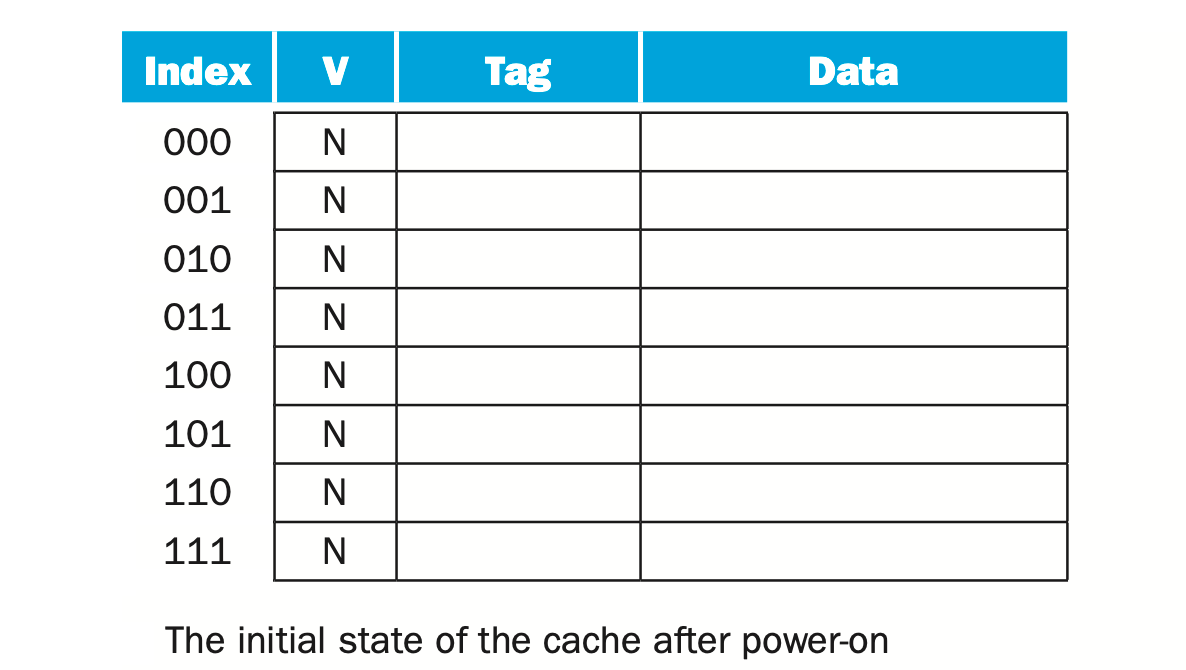 Index V Tag Data
000 N
001 N
010 N
011 N
100 N
101 N
110 N
111 N
The initial state of the cache after power-on